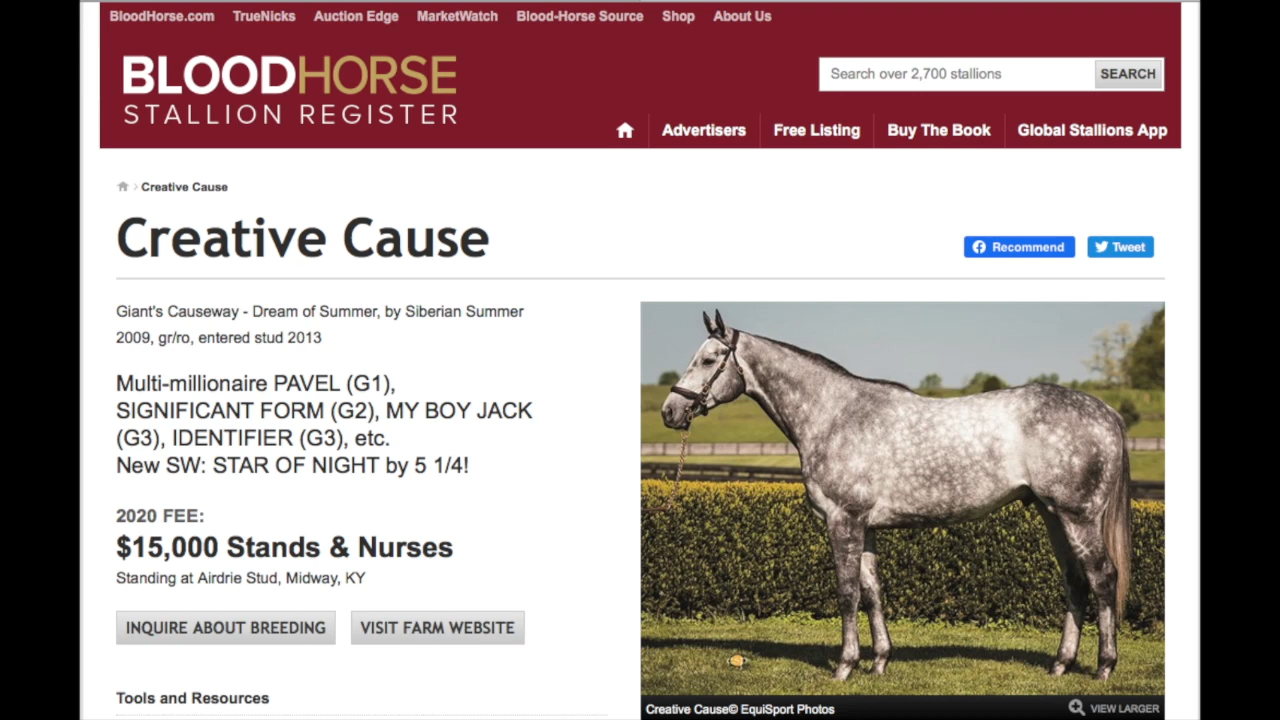 BloodHorse.com TrueNicks Auction Edge MarketWatch Blood-Horse Source Shop About Us
BLOODHORSE
STALLION REGISTER
Search over 2,700 stallions SEARCH
Advertisers Free Listing Buy The Book Global Stallions App
Creative Cause
Creative Cause
Recommend Tweet
Giant's Causeway - Dream of Summer, by Siberian Summer
2009, gr/ro, entered stud 2013
Multi-millionaire PAVEL (G1),
SIGNIFICANT FORM (G2), MY BOY JACK
(G3), IDENTIFIER (G3), etc.
New SW: STAR OF NIGHT by 5 1/4!
2020 FEE:
$15,000 Stands & Nurses
Standing at Airdrie Stud, Midway, KY
INQUIRE ABOUT BREEDING VISIT FARM WEBSITE
Tools and Resources
Creative Cause© EquiSport Photos VIEW LARGER